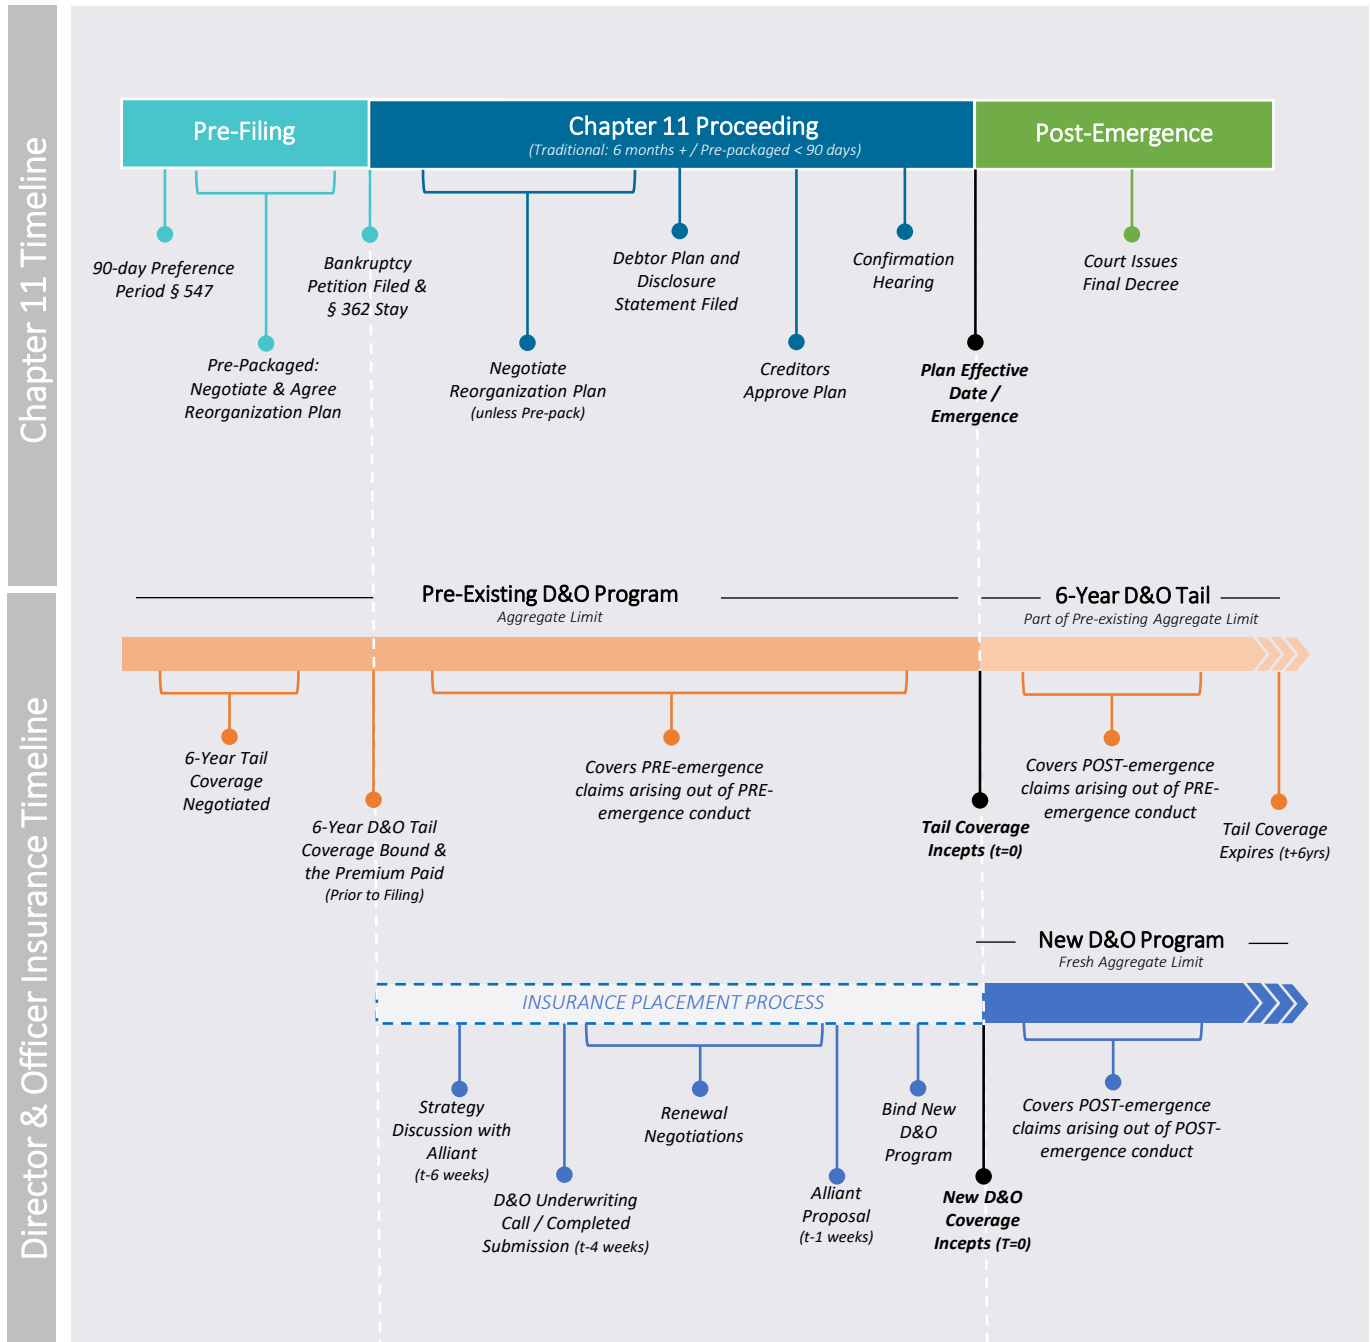 Chapter 11 Timeline
Pre-Filing
Chapter 11 Proceeding
(Traditional: 6 months + / Pre-packaged < 90 days)
Post-Emergence
90-day Preference
Period § 547
Pre-Packaged:
Negotiate & Agree
Reorganization Plan
Bankruptcy
Petition Filed &
§ 362 Stay
Negotiate
Reorganization Plan
(unless Pre-pack)
Debtor Plan and
Disclosure
Statement Filed
Creditors
Approve Plan
Confirmation
Hearing
Plan Effective
Date /
Emergence
Court Issues
Final Decree
Director & Officer Insurance Timeline
Pre-Existing D&O Program
Aggregate Limit
6-Year D&O Tail
Part of Pre-existing Aggregate Limit
6-Year Tail
Coverage
Negotiated
6-Year D&O Tail
Coverage Bound &
the Premium Paid
(Prior to Filing)
Covers PRE-emergence
claims arising out of PRE-
emergence conduct
Tail Coverage
Incepts (t=0)
Covers POST-emergence
claims arising out of PRE-
emergence conduct
Tail Coverage
Expires (t+6yrs)
New D&O Program
Fresh Aggregate Limit
INSURANCE PLACEMENT PROCESS
Strategy
Discussion with
Alliant
(t-6 weeks)
D&O Underwriting
Call / Completed
Submission (t-4 weeks)
Renewal
Negotiations
Alliant
Proposal
(t-1 weeks)
Bind New
D&O
Program
New D&O
Coverage
Incepts (T=0)
Covers POST-emergence
claims arising out of POST-
emergence conduct